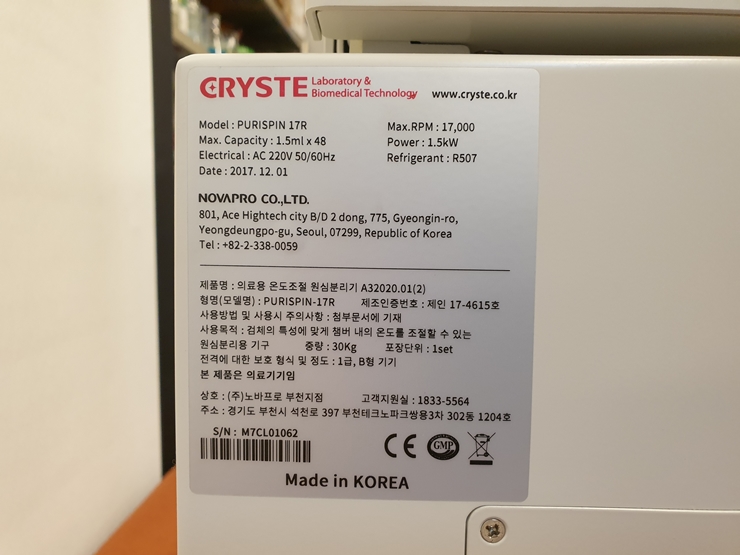 CRYSTE Laboratory & Biomedical Technology www.cryste.co.kr
Model : PURISPIN 17R Max.RPM : 17,000
Max. Capacity : 1.5ml x 48 Power : 1.5kW
Electrical : AC 220V 50/60Hz Refrigerant : R507
Date : 2017. 12. 01
NOVAPRO CO.,LTD.
801, Ace Hightech city B/D 2 dong, 775, Gyeongin-ro,
Yeongdeungpo-gu, Seoul, 07299, Republic of Korea
Tel : +82-2-338-0059
제품명 : 의료용 온도조절 원심분리기 A32020.01(2)
형명(모델명) : PURISPIN-17R 제조인증번호 : 제인 17-4615호
사용방법 및 사용시 주의사항 : 첨부문서에 기재
사용목적 : 검체의 특성에 맞게 챔버 내의 온도를 조절할 수 있는
원심분리용 기구 중량 : 30Kg 포장단위 : 1set
전격에 대한 보호 형식 및 정도 : 1급, B형 기기
본 제품은 의료기기임
상호 : (주)노바프로 부천지점 고객지원실 : 1833-5564
주소 : 경기도 부천시 석천로 397 부천테크노파크쌍용3차 302동 1204호
S/N : M7CL01062
CE GMP
Made in KOREA